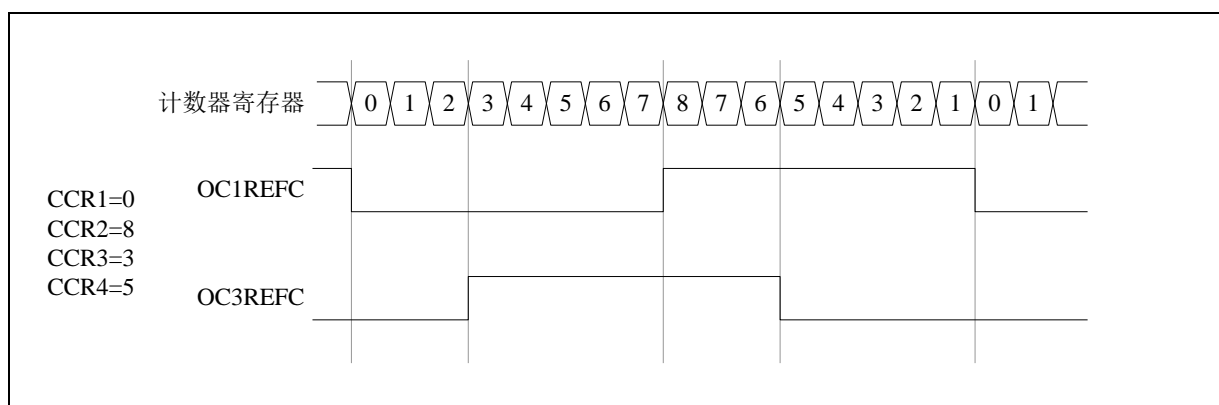 计数器寄存器 0 1 2 3 4 5 6 7 8 7 6 5 4 3 2 1 0 1
OC1REFC
CCR1=0
CCR2=8
CCR3=3
CCR4=5
OC3REFC